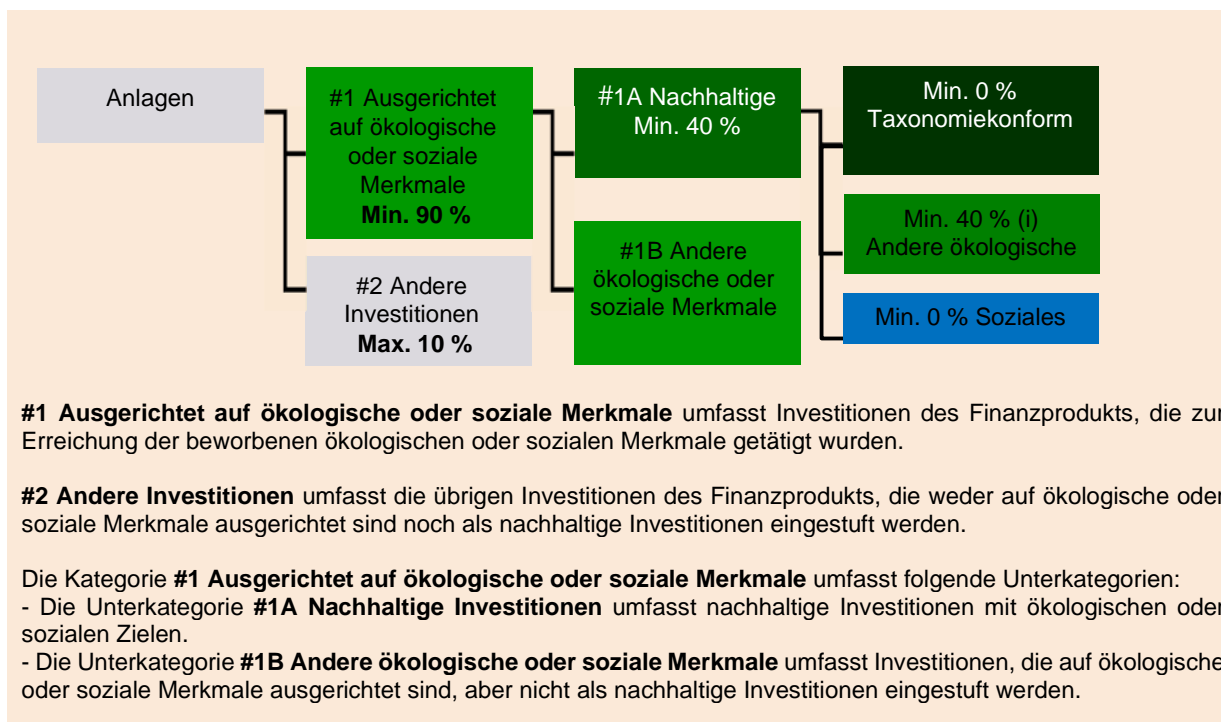 Anlagen
#1 Ausgerichtet
auf ökologische
oder soziale
Merkmale
Min. 90 %
#2 Andere
Investitionen
Max. 10 %
#1A Nachhaltige
Min. 40 %
#1B Andere
ökologische oder
soziale Merkmale
Min. 0 %
Taxonomiekonform
Min. 40 % (i)
Andere ökologische
Min. 0 % Soziales
#1 Ausgerichtet auf ökologische oder soziale Merkmale umfasst Investitionen des Finanzprodukts, die zur
Erreichung der beworbenen ökologischen oder sozialen Merkmale getätigt wurden.
#2 Andere Investitionen umfasst die übrigen Investitionen des Finanzprodukts, die weder auf ökologische oder
soziale Merkmale ausgerichtet sind noch als nachhaltige Investitionen eingestuft werden.
Die Kategorie #1 Ausgerichtet auf ökologische oder soziale Merkmale umfasst folgende Unterkategorien:
- Die Unterkategorie #1A Nachhaltige Investitionen umfasst nachhaltige Investitionen mit ökologischen oder
sozialen Zielen.
- Die Unterkategorie #1B Andere ökologische oder soziale Merkmale umfasst Investitionen, die auf ökologische
oder soziale Merkmale ausgerichtet sind, aber nicht als nachhaltige Investitionen eingestuft werden.